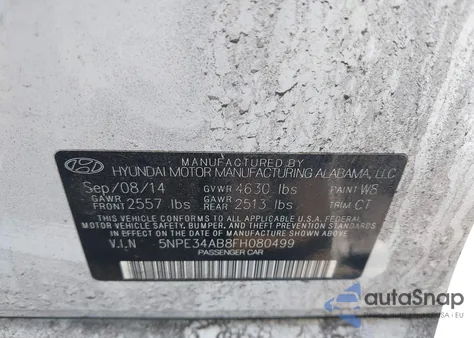 MANUFACTURED BY
HYUNDAI MOTOR MANUFACTURING ALABAMA, LLC
Sep/08/14 GVWR 4630 lbs PAINT W8
GAWR FRONT 2557 lbs GAWR REAR 2513 lbs TRIM CT
THIS VEHICLE CONFORMS TO ALL APPLICABLE U.S.A. FEDERAL
MOTOR VEHICLE SAFETY, BUMPER, AND THEFT
PREVENTION STANDARDS IN EFFECT ON THE DATE OF
MANUFACTURE SHOWN ABOVE.
V.I.N 5NPE34AB8FH080499
PASSENGER CAR
autoSnap
USA - EU